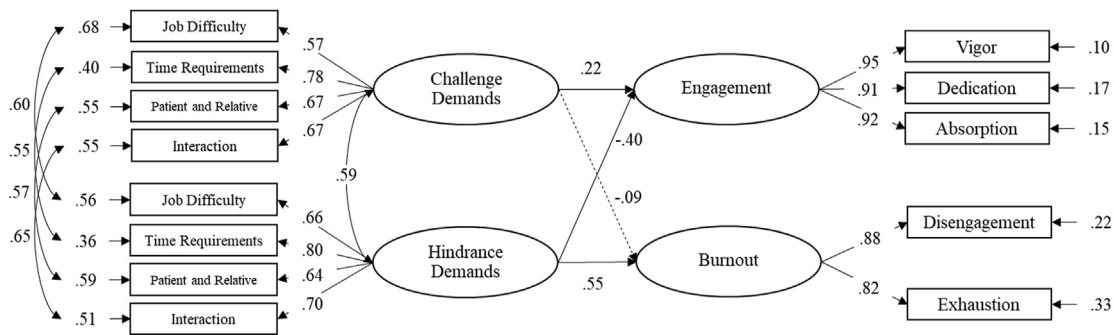 .68
Job Difficulty
.57
.40
Time Requirements
.78
.60
.55
Patient and Relative
.67
.55
.55
Interaction
.67
.57
.56
Job Difficulty
.66
.65
.36
Time Requirements
.80
.59
Patient and Relative
.64
.51
Interaction
.70
Challenge
Demands
.59
Hindrance
Demands
.22
-.40
-.09
.55
Engagement
Burnout
.95
Vigor
.10
.91
Dedication
.17
.92
Absorption
.15
.88
Disengagement
.22
.82
Exhaustion
.33